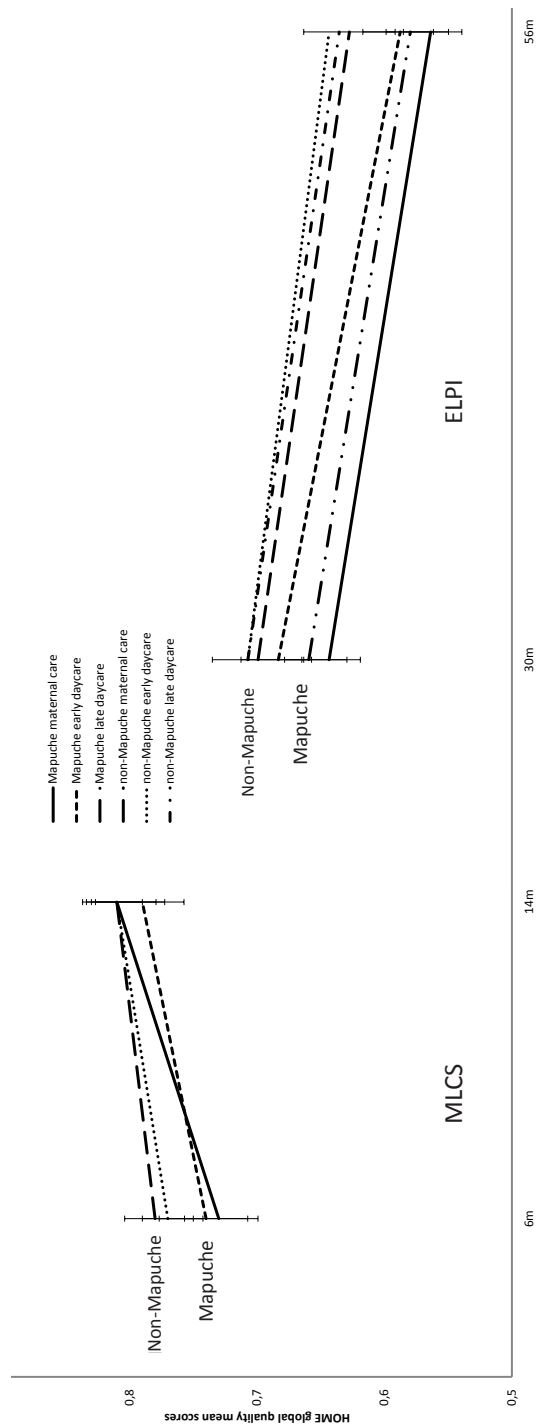 HOME global quality mean scores
0,8
0,7
0,6
0,5
Mapuche maternal care
Mapuche early daycare
Mapuche late daycare
non-Mapuche maternal care
non-Mapuche early daycare
non-Mapuche late daycare
Non-Mapuche
Mapuche
MLCS
Non-Mapuche
Mapuche
ELPI
6m
14m
30m
56m